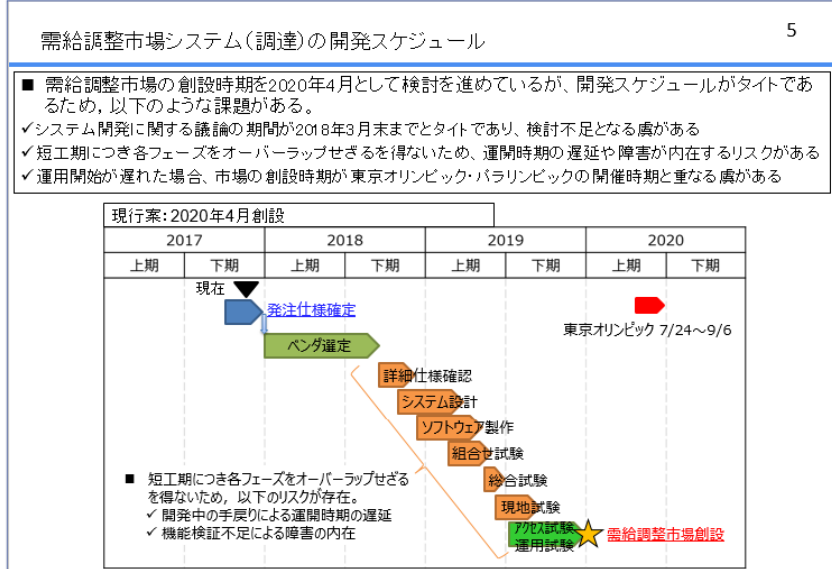 需給調整市場システム(調達)の開発スケジュール
5
■ 需給調整市場の創設時期を2020年4月として検討を進めているが、開発スケジュールがタイトであ
るため，以下のような課題がある。
✓システム開発に関する議論の期間が2018年3月末までとタイトであり、検討不足となる虞がある
✓短工期につき各フェーズをオーバーラップせざるを得ないため、運開時期の遅延や障害が内在するリスクがある
✓運用開始が遅れた場合、市場の創設時期が東京オリンピック・パラリンピックの開催時期と重なる虞がある
現行案：2020年4月創設
2017 2018 2019 2020
上期 下期 上期 下期 上期 下期 上期 下期
現在
発注仕様確定
東京オリンピック 7/24～9/6
ベンダ選定
詳細仕様確認
システム設計
ソフトウェア製作
組合せ試験
総合試験
現地試験
アクセス試験
運用試験
需給調整市場創設
■ 短工期につき各フェーズをオーバーラップせざる
を得ないため，以下のリスクが存在。
✓ 開発中の手戻りによる運開時期の遅延
✓ 機能検証不足による障害の内在